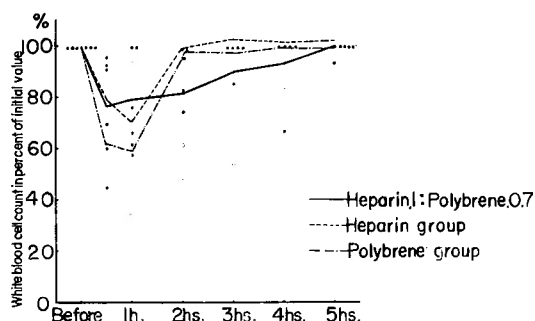 %
100
80
60
40
20
0
White blood cell count in percent of initial value
Before 1h. 2hs. 3hs. 4hs. 5hs.
Heparin,1:Polybrene,0.7
Heparin group
Polybrene group